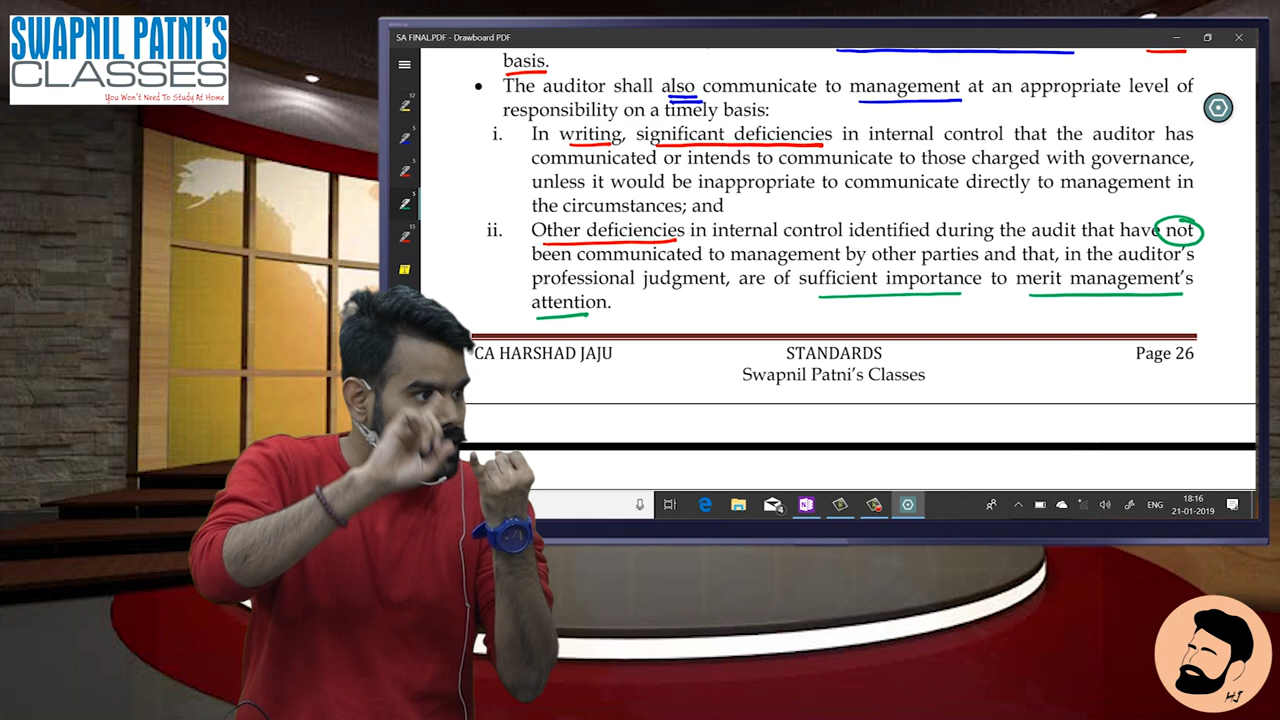 SWAPNIL PATNI'S
CLASSES
You Won't Need To Study At Home
SA FINAL.PDF - Drawboard PDF
basis.
• The auditor shall also communicate to management at an appropriate level of
responsibility on a timely basis:
i. In writing, significant deficiencies in internal control that the auditor has
communicated or intends to communicate to those charged with governance,
unless it would be inappropriate to communicate directly to management in
the circumstances; and
ii. Other deficiencies in internal control identified during the audit that have not
been communicated to management by other parties and that, in the auditor's
professional judgment, are of sufficient importance to merit management's
attention.
CA HARSHAD JAJU STANDARDS Page 26
Swapnil Patni's Classes
ENG
18:16
21-01-2019
HJ